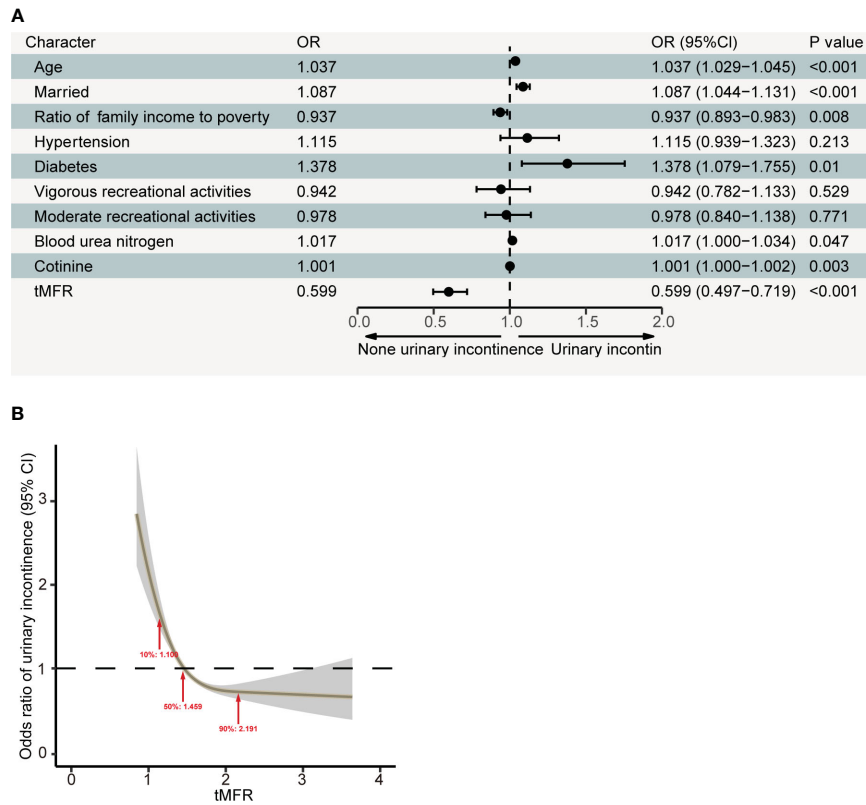 A
Character OR OR (95%CI) P value
Age 1.037 1.037 (1.029−1.045) <0.001
Married 1.087 1.087 (1.044−1.131) <0.001
Ratio of family income to poverty 0.937 0.937 (0.893−0.983) 0.008
Hypertension 1.115 1.115 (0.939−1.323) 0.213
Diabetes 1.378 1.378 (1.079−1.755) 0.01
Vigorous recreational activities 0.942 0.942 (0.782−1.133) 0.529
Moderate recreational activities 0.978 0.978 (0.840−1.138) 0.771
Blood urea nitrogen 1.017 1.017 (1.000−1.034) 0.047
Cotinine 1.001 1.001 (1.000−1.002) 0.003
tMFR 0.599 0.599 (0.497−0.719) <0.001
0.0 0.5 1.0 1.5 2.0
None urinary incontinence Urinary incontin
B
Odds ratio of urinary incontinence (95% CI)
3
2
1
0
10%: 1.100
50%: 1.459
90%: 2.191
0 1 2 3 4
tMFR